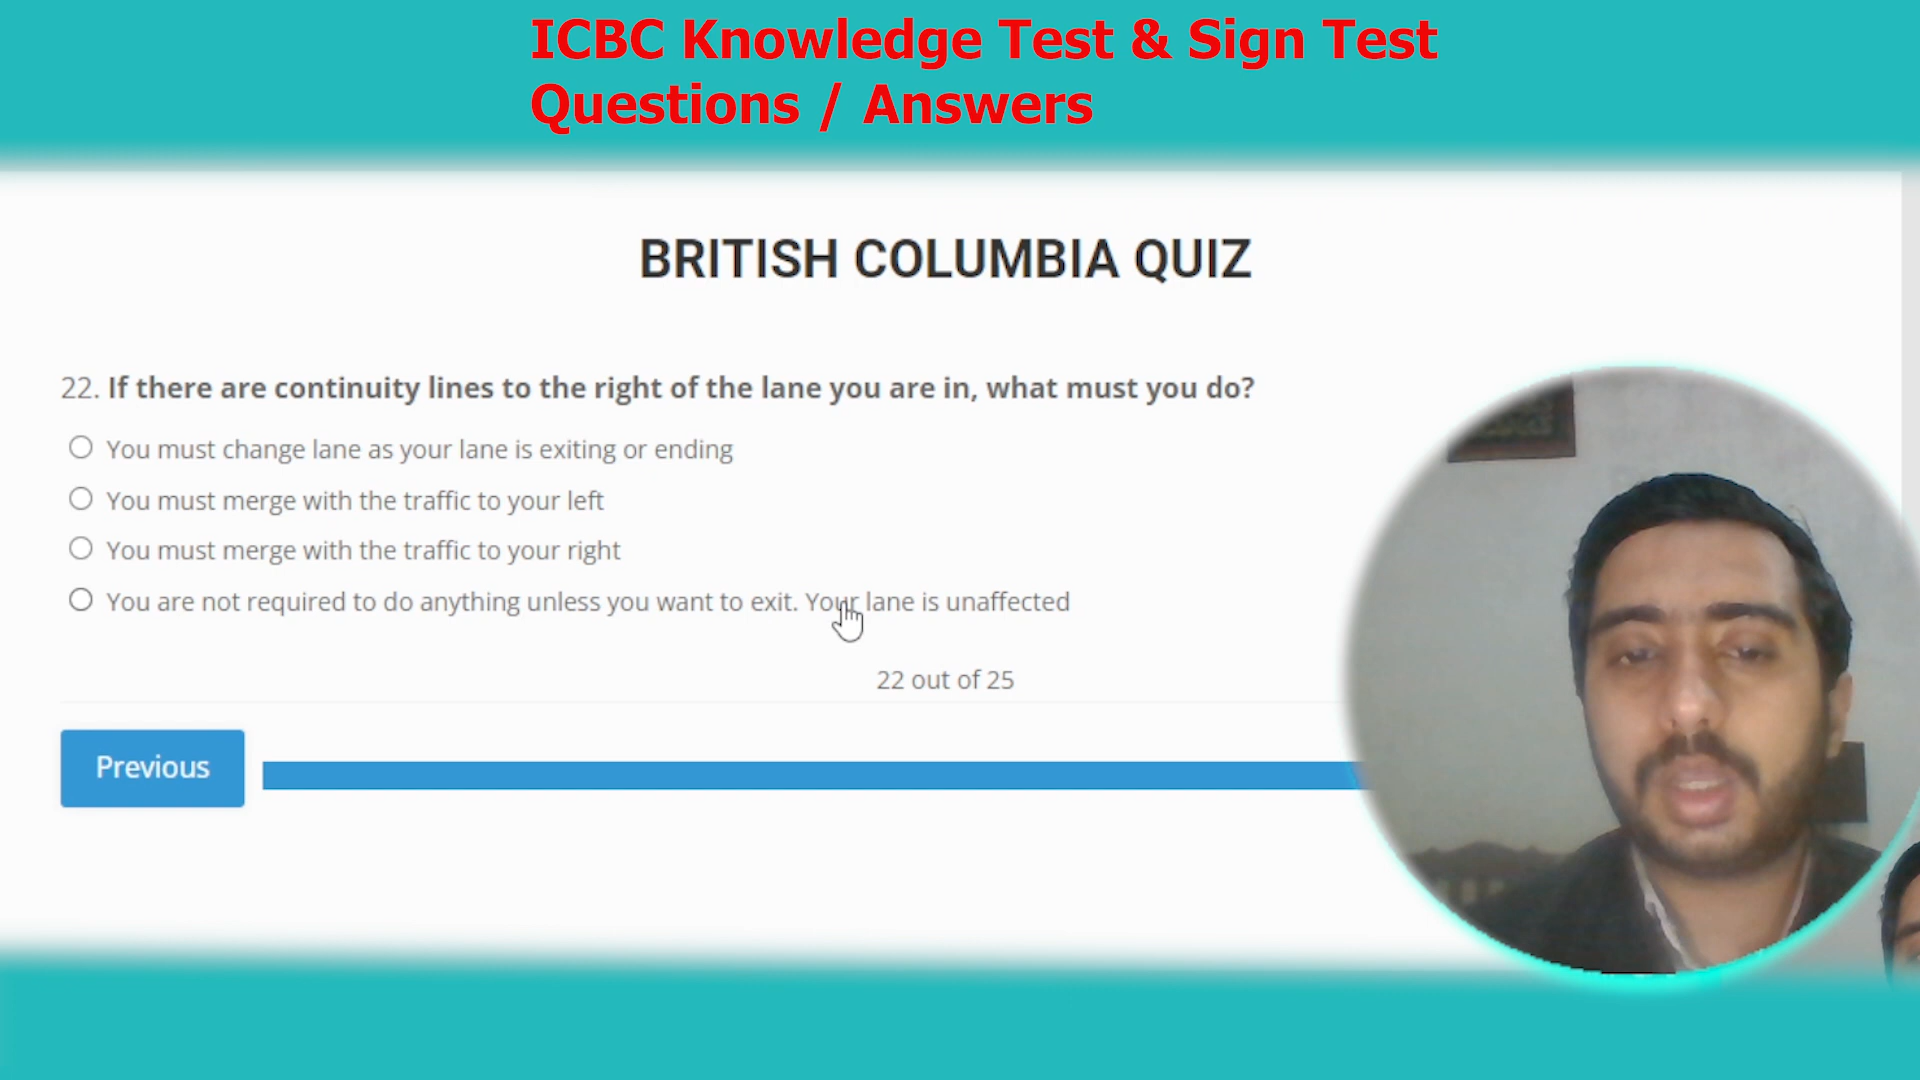 ICBC Knowledge Test & Sign Test
Questions / Answers
BRITISH COLUMBIA QUIZ
22. If there are continuity lines to the right of the lane you are in, what must you do?
You must change lane as your lane is exiting or ending
You must merge with the traffic to your left
You must merge with the traffic to your right
You are not required to do anything unless you want to exit. Your lane is unaffected
22 out of 25
Previous